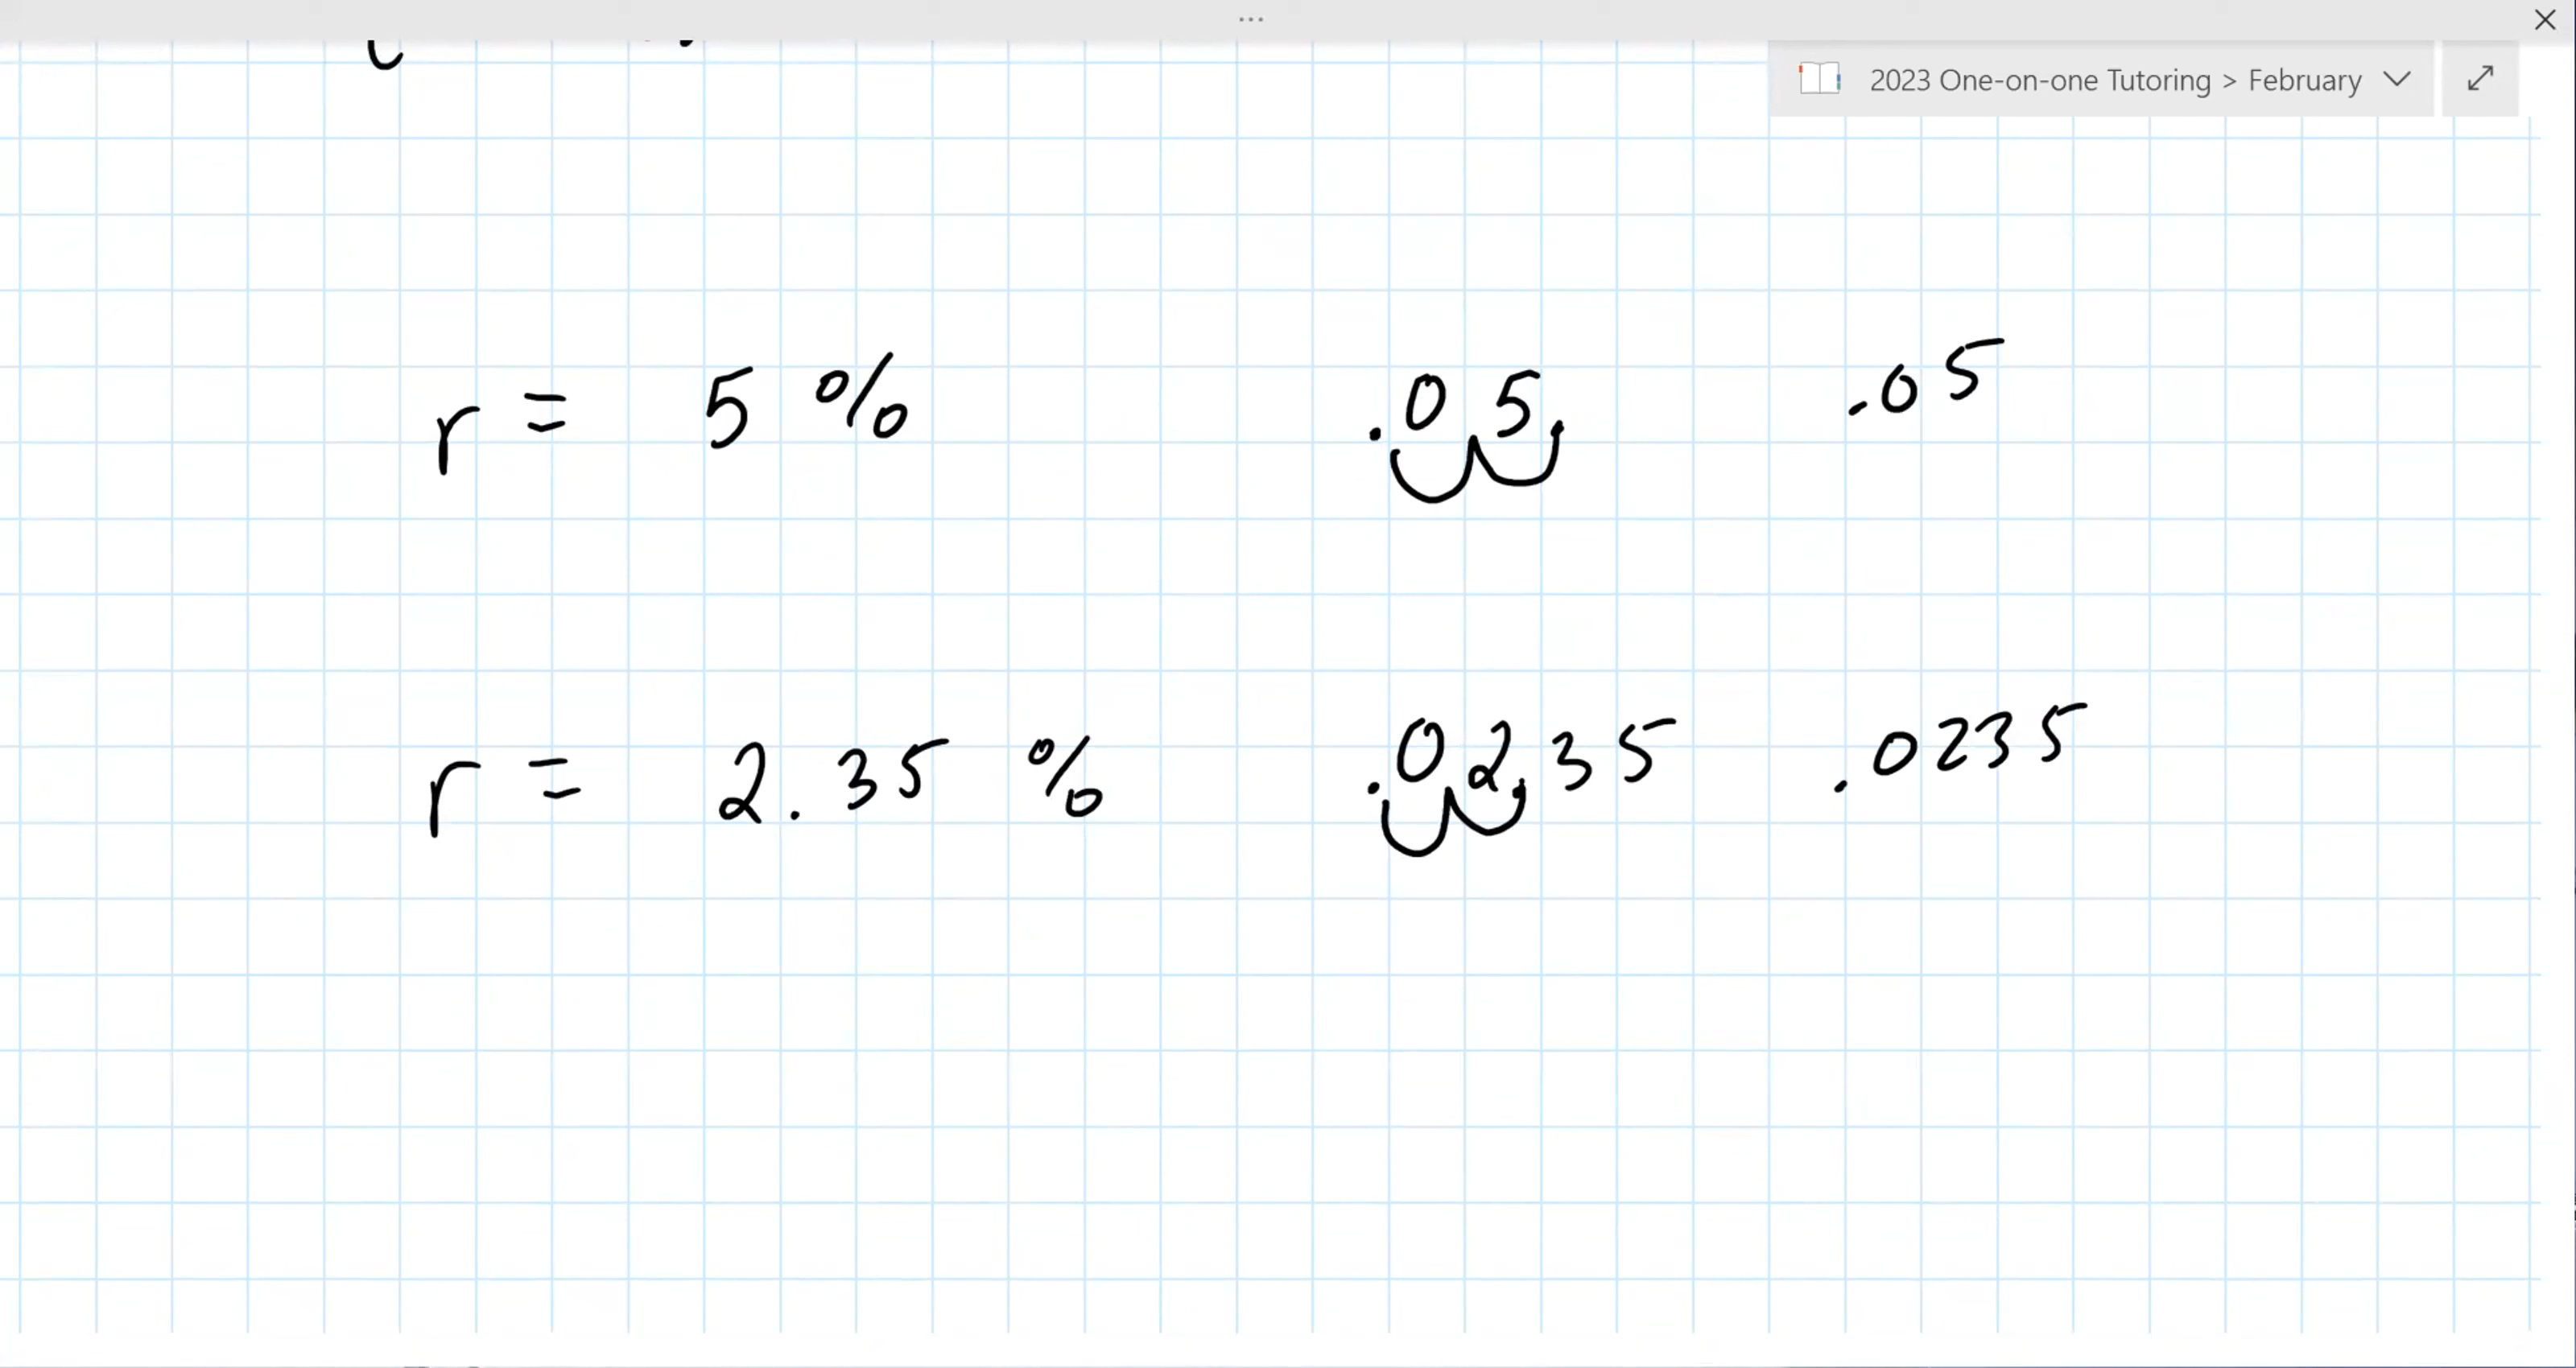 ...
2023 One-on-one Tutoring > February
r = 5 % .05. .05
r = 2.35 % .02.35 .0235